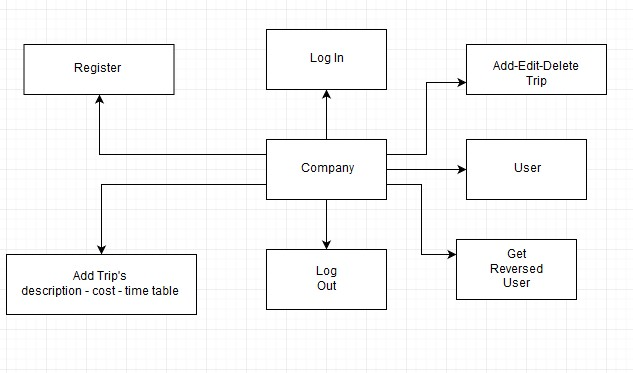 Register
Log In
Add-Edit-Delete
Trip
Company
User
Add Trip's
description - cost - time table
Log
Out
Get
Reversed
User